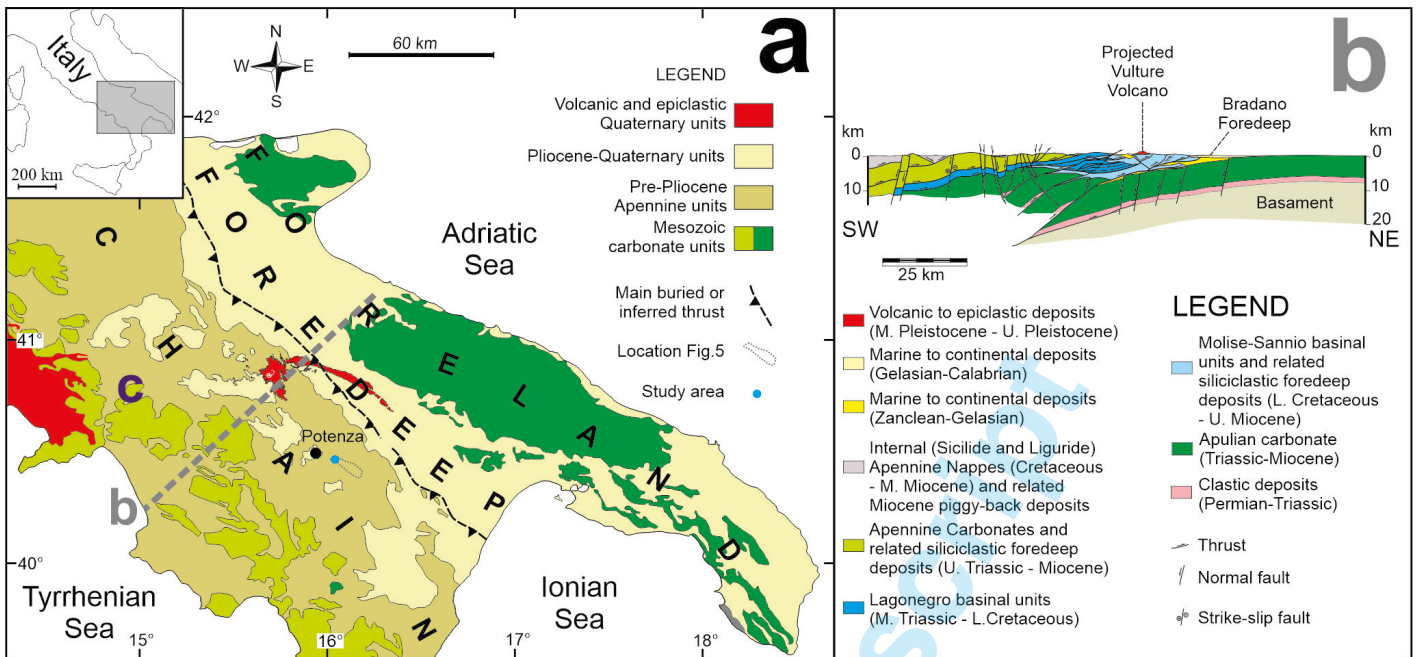 Italy
200 km
N
W
E
S
60 km
a
LEGEND
Volcanic and epiclastic
Quaternary units
Pliocene-Quaternary units
Pre-Pliocene
Apennine units
Mesozoic
carbonate units
Main buried or
inferred thrust
Location Fig.5
Study area
42°
41°
40°
15°
16°
17°
18°
Adriatic
Sea
Ionian
Sea
Tyrrhenian
Sea
Potenza
FOREDEEP
FORELAND
C
H
A
I
N
C
b
b
Projected
Vulture
Volcano
Bradano
Foredeep
km
0
10
km
0
10
20
SW
NE
Basament
25 km
Volcanic to epiclastic deposits
(M. Pleistocene - U. Pleistocene)
Marine to continental deposits
(Gelasian-Calabrian)
Marine to continental deposits
(Zanclean-Gelasian)
Internal (Sicilide and Liguride)
Apennine Nappes (Cretaceous
- M. Miocene) and related
Miocene piggy-back deposits
Apennine Carbonates and
related siliciclastic foredeep
deposits (U. Triassic - Miocene)
Lagonegro basinal units
(M. Triassic - L.Cretaceous)
LEGEND
Molise-Sannio basinal
units and related
siliciclastic foredeep
deposits (L. Cretaceous
- U. Miocene)
Apulian carbonate
(Triassic-Miocene)
Clastic deposits
(Permian-Triassic)
Thrust
Normal fault
Strike-slip fault
script